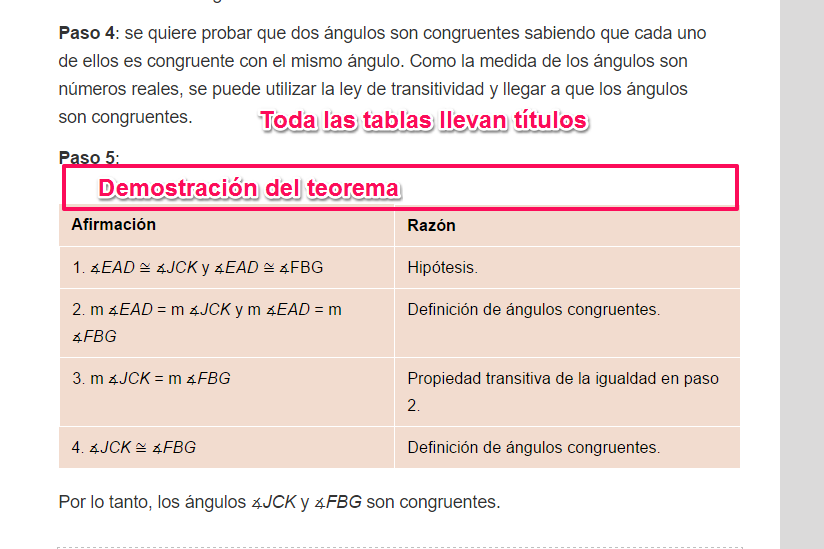 Paso 4: se quiere probar que dos ángulos son congruentes sabiendo que cada uno
de ellos es congruente con el mismo ángulo. Como la medida de los ángulos son
números reales, se puede utilizar la ley de transitividad y llegar a que los ángulos
son congruentes.
Toda las tablas llevan títulos
Paso 5:
Demostración del teorema
Afirmación
Razón
1. ∡EAD ≅ ∡JCK y ∡EAD ≅ ∡FBG
Hipótesis.
2. m ∡EAD = m ∡JCK y m ∡EAD = m
∡FBG
Definición de ángulos congruentes.
3. m ∡JCK = m ∡FBG
Propiedad transitiva de la igualdad en paso
2.
4. ∡JCK ≅ ∡FBG
Definición de ángulos congruentes.
Por lo tanto, los ángulos ∡JCK y ∡FBG son congruentes.